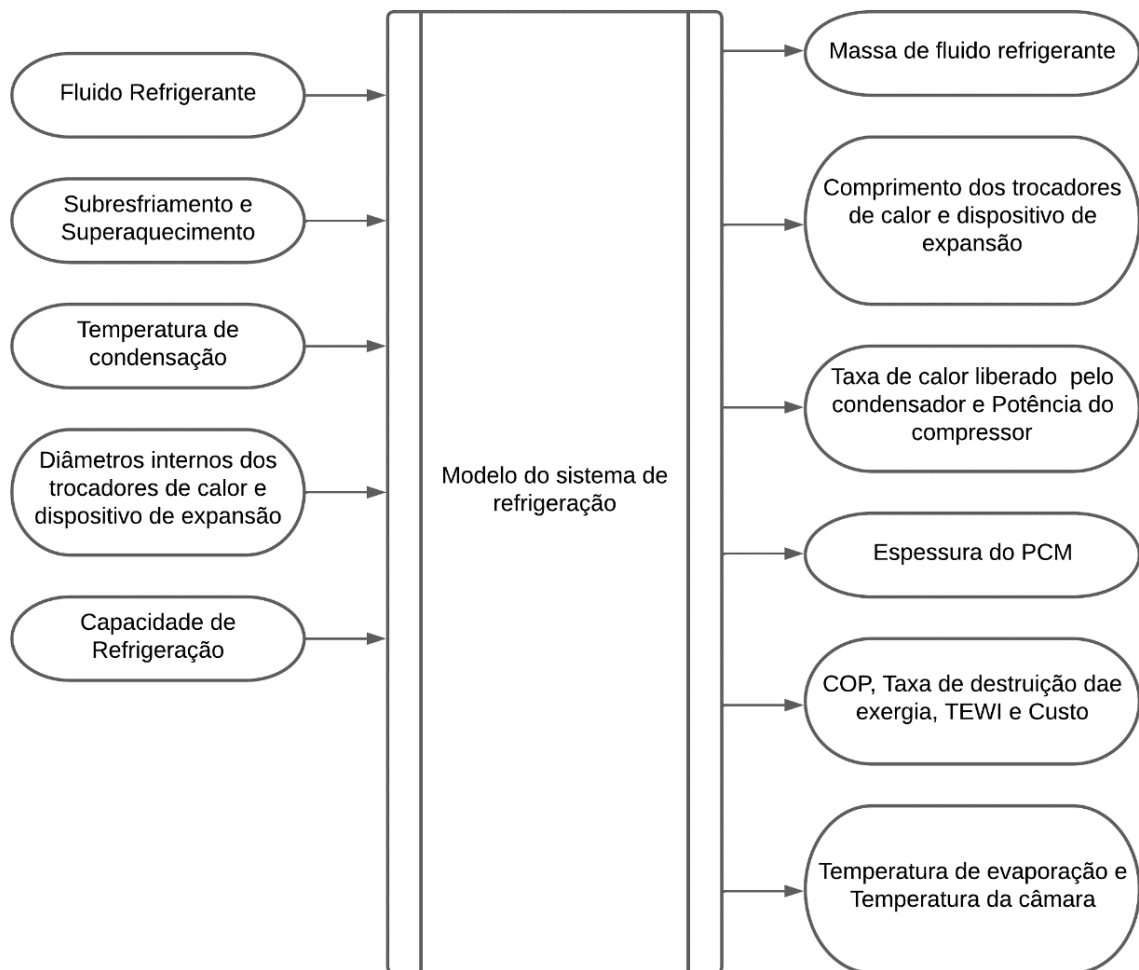 Fluido Refrigerante
Subresfriamento e
Superaquecimento
Temperatura de
condensação
Diâmetros internos dos
trocadores de calor e
dispositivo de expansão
Capacidade de
Refrigeração
Modelo do sistema de
refrigeração
Massa de fluido refrigerante
Comprimento dos trocadores
de calor e dispositivo de
expansão
Taxa de calor liberado pelo
condensador e Potência do
compressor
Espessura do PCM
COP, Taxa de destruição dae
exergia, TEWI e Custo
Temperatura de evaporação e
Temperatura da câmara